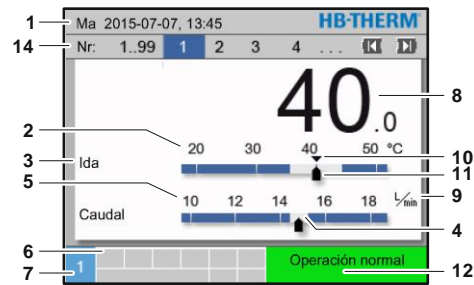 1 Ma 2015-07-07, 13:45 HB-THERM
14 Nr: 1..99 1 2 3 4 ...
40.0 8
2 20 30 40 50 °C 10
3 Ida 11
5 10 12 14 16 18 L/min 9
Caudal 4
6
7 1 Operación normal 12